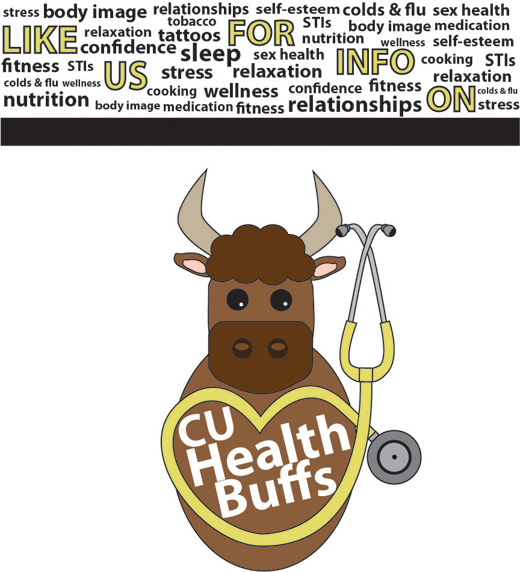 stress body image relationships self-esteem colds & flu sex health
LIKE relaxation tobacco tattoos FOR STIs body image medication
confidence sleep nutrition wellness self-esteem
fitness STIs US stress sex health relaxation INFO cooking STIs
colds & flu wellness cooking wellness confidence fitness relaxation
nutrition body image medication fitness relationships ON colds & flu
stress
CU
Health
Buffs